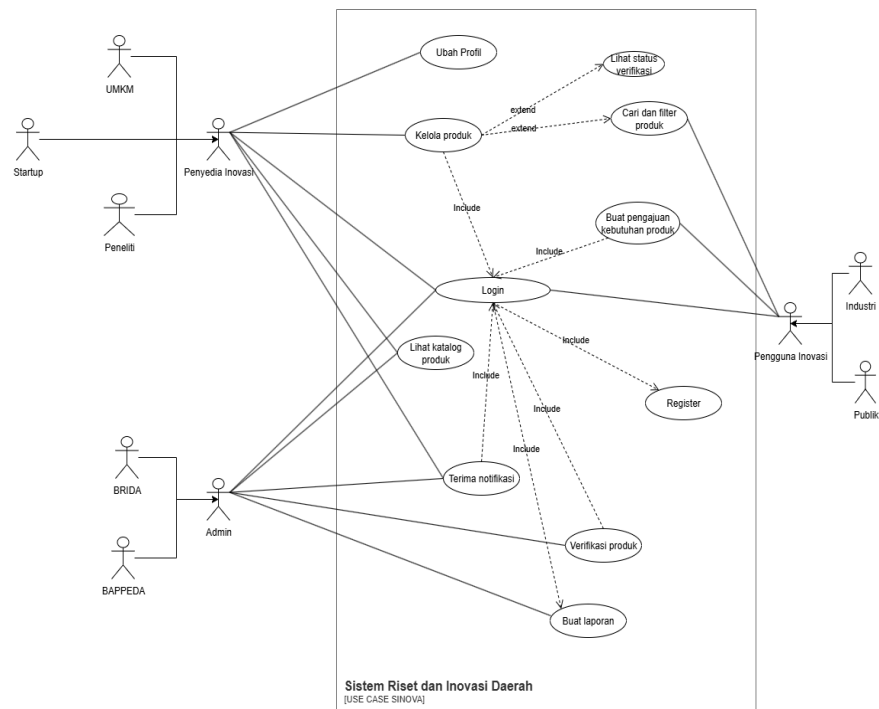 Ubah Profil
Lihat status
verifikasi
UMKM
extend
Cari dan filter
produk
extend
Kelola produk
Startup
Penyedia Inovasi
Include
Buat pengajuan
kebutuhan produk
Peneliti
Include
Login
Industri
Lihat katalog
produk
Include
Pengguna Inovasi
Include
Register
Include
Publik
Include
BRIDA
Terima notifikasi
Admin
Verifikasi produk
BAPPEDA
Buat laporan
Sistem Riset dan Inovasi Daerah
[USE CASE SINOVA]